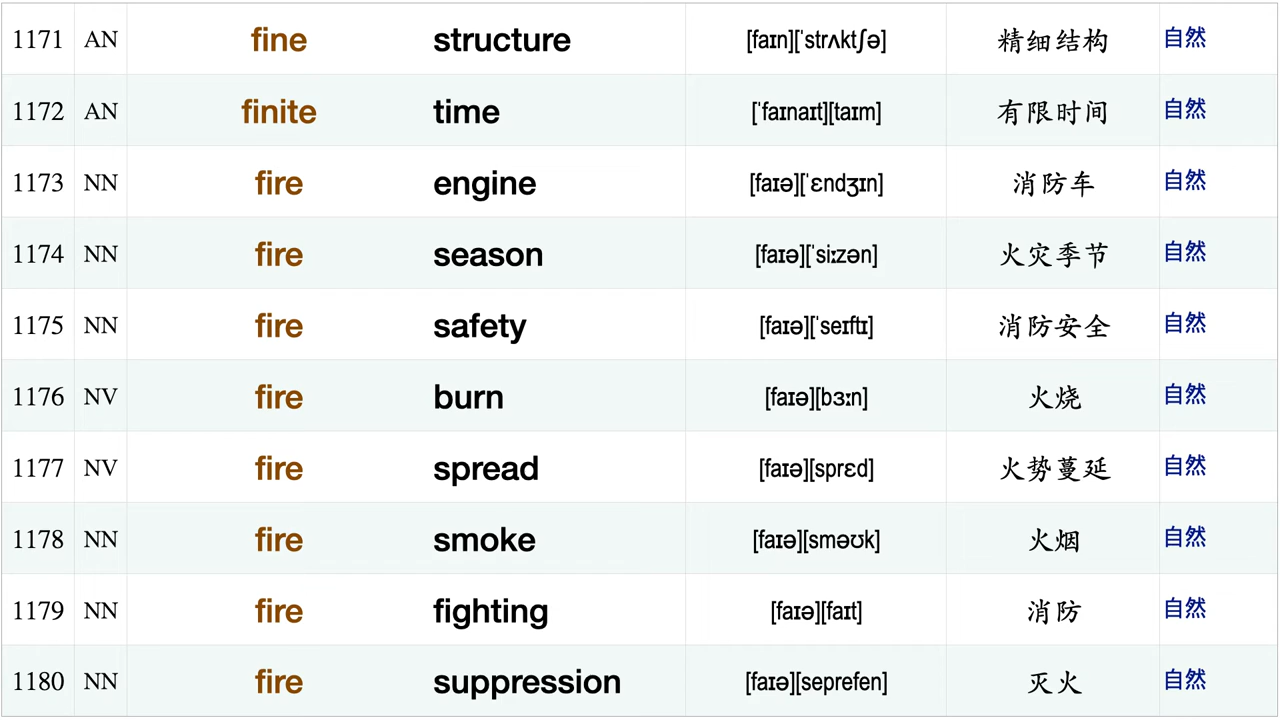 1171 AN fine structure [faɪn][ˈstrʌktʃə] 精细结构 自然
1172 AN finite time [ˈfaɪnaɪt][taɪm] 有限时间 自然
1173 NN fire engine [faɪə][ˈɛndʒɪn] 消防车 自然
1174 NN fire season [faɪə][ˈsiːzən] 火灾季节 自然
1175 NN fire safety [faɪə][ˈseɪftɪ] 消防安全 自然
1176 NV fire burn [faɪə][bɜːn] 火烧 自然
1177 NV fire spread [faɪə][sprɛd] 火势蔓延 自然
1178 NN fire smoke [faɪə][sməʊk] 火烟 自然
1179 NN fire fighting [faɪə][faɪt] 消防 自然
1180 NN fire suppression [faɪə][seprefen] 灭火 自然